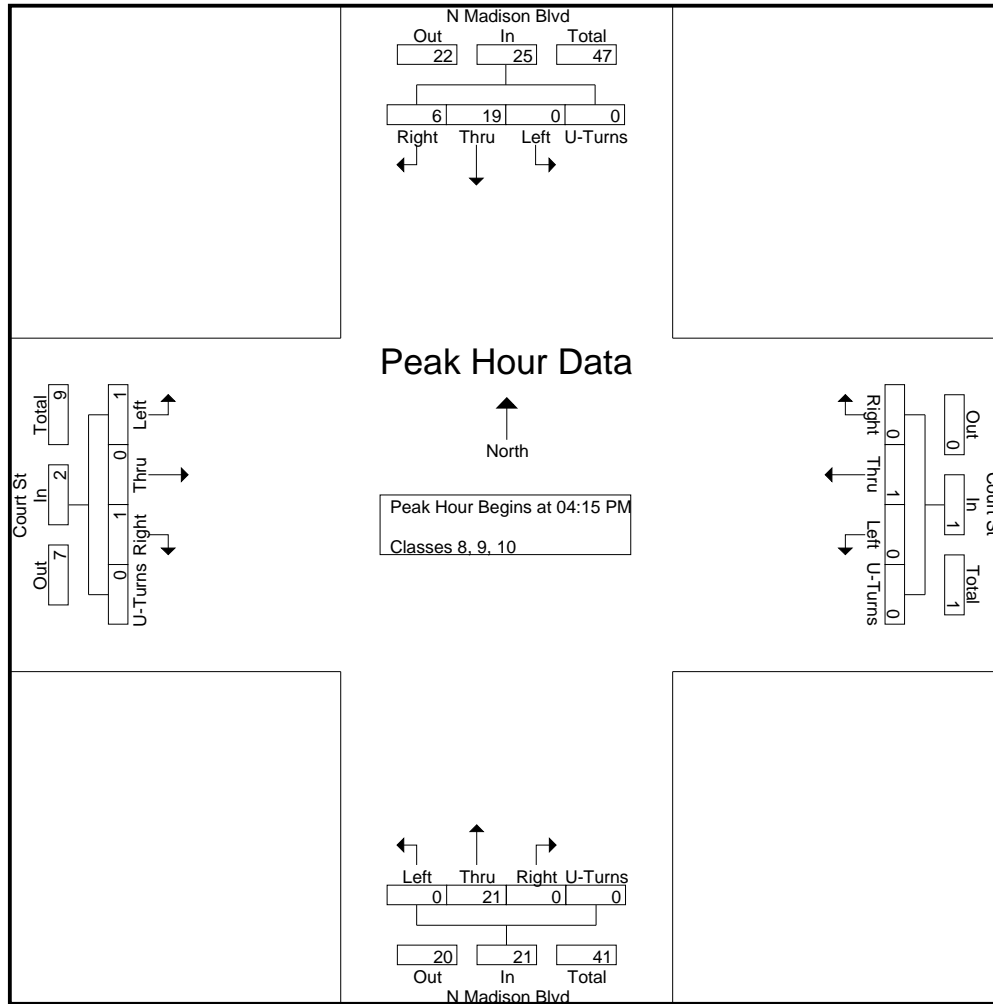 N Madison Blvd
Out In Total
22 25 47
6 19 0 0
Right Thru Left U-Turns
Peak Hour Data
North
Peak Hour Begins at 04:15 PM
Classes 8, 9, 10
Court St
Total In Out
9 2 7
1 0 1 0
Left Thru Right U-Turns
Court St
Out In Total
0 1 1
0 1 0 0
Right Thru Left U-Turns
Left Thru Right U-Turns
0 21 0 0
20 21 41
Out In Total
N Madison Blvd